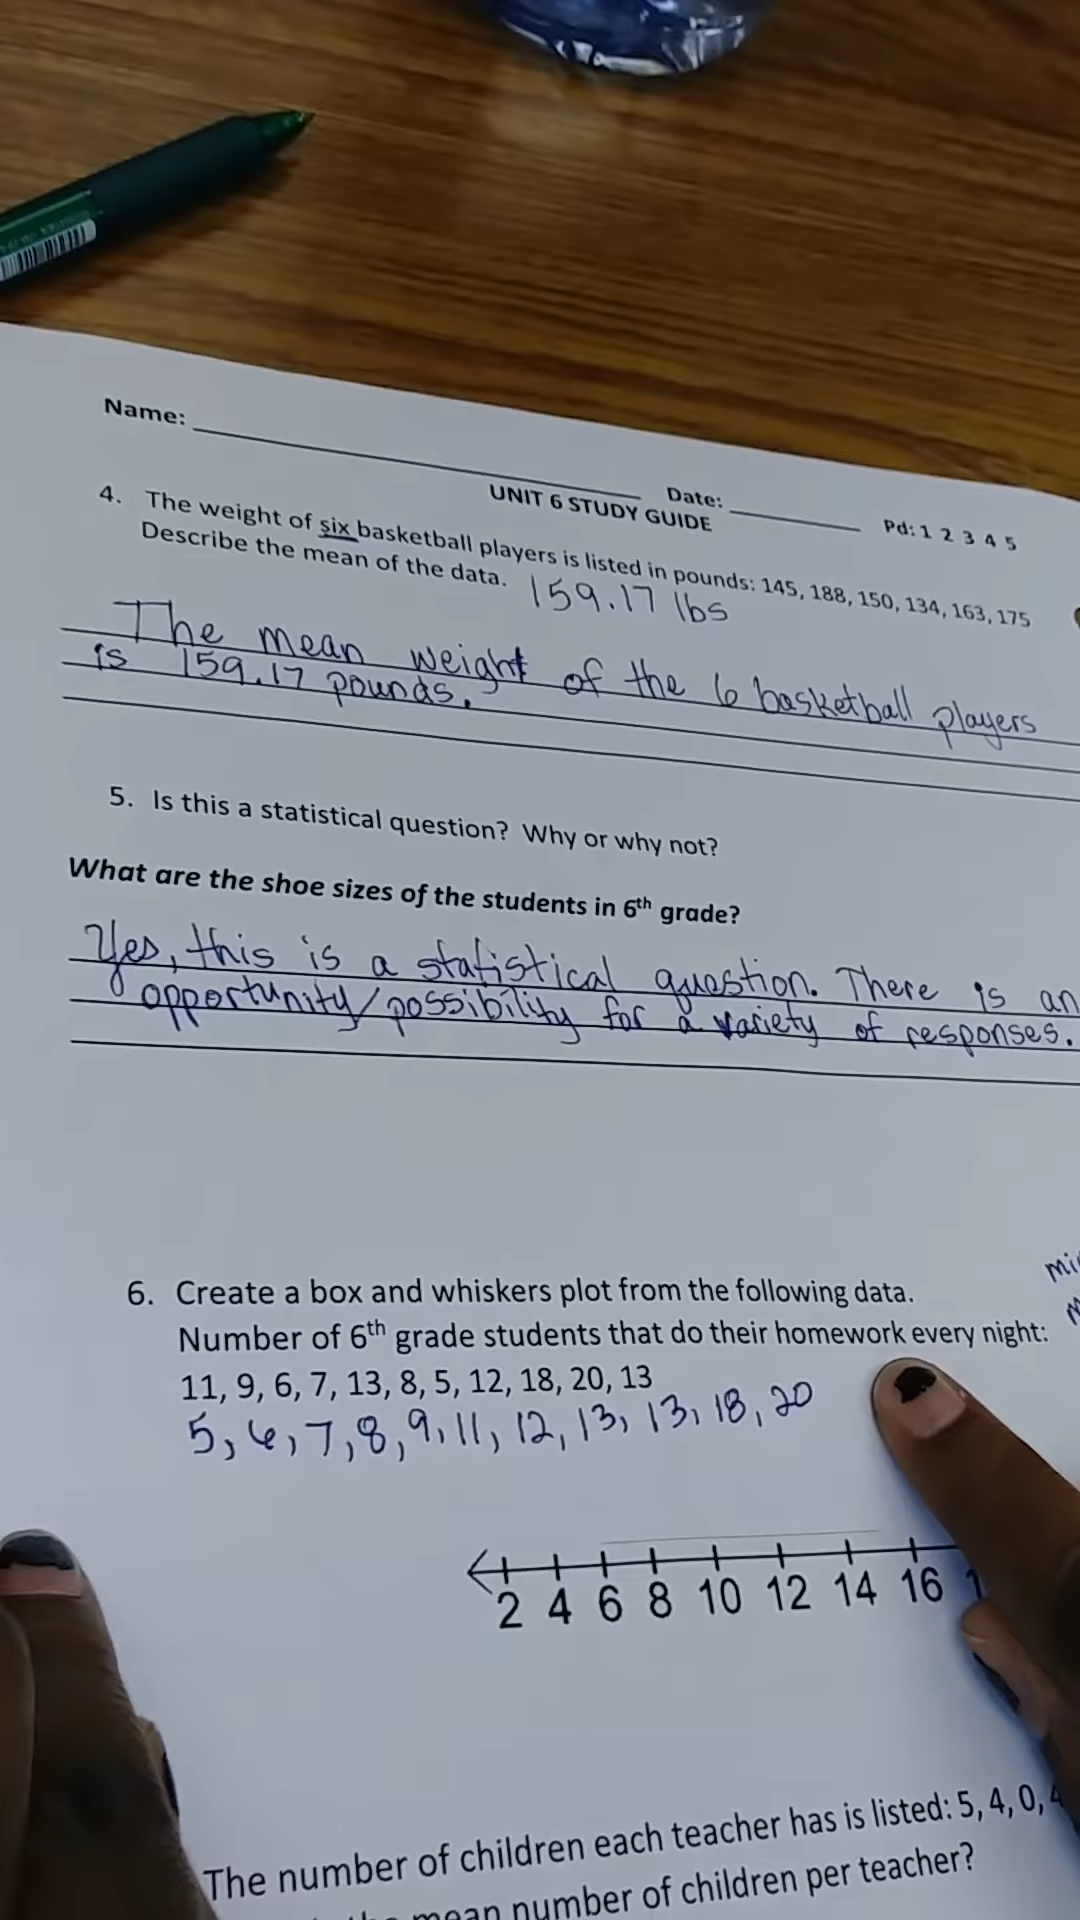 Name:
Date:
Pd: 1 2 3 4 5
UNIT 6 STUDY GUIDE
4. The weight of six basketball players is listed in pounds: 145, 188, 150, 134, 163, 175
Describe the mean of the data. 159.17 lbs
The mean weight of the 6 basketball players
is 159.17 pounds.
5. Is this a statistical question? Why or why not?
What are the shoe sizes of the students in 6th grade?
Yes, this is a statistical question. There is an
opportunity/possibility for a variety of responses.
6. Create a box and whiskers plot from the following data.
Number of 6th grade students that do their homework every night:
11, 9, 6, 7, 13, 8, 5, 12, 18, 20, 13
5, 6, 7, 8, 9, 11, 12, 13, 13, 18, 20
2 4 6 8 10 12 14 16
The number of children each teacher has is listed: 5, 4, 0,
mean number of children per teacher?